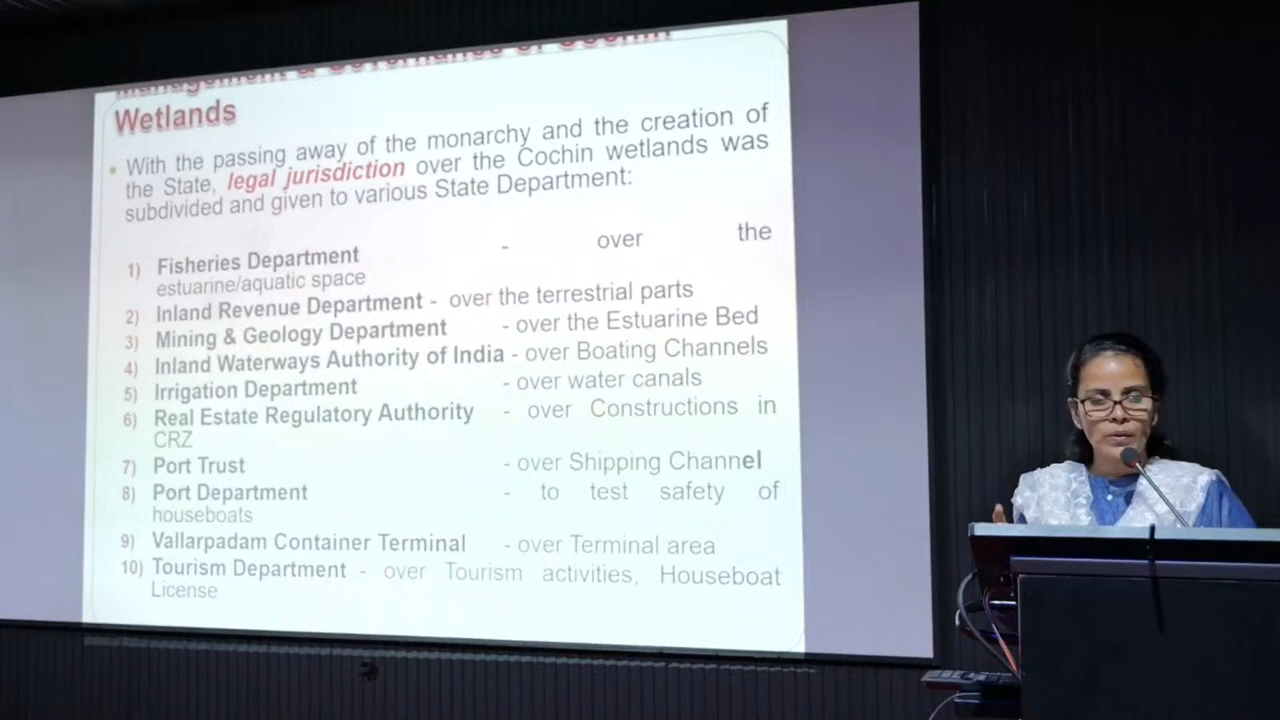 Management & Governance of Cochin
Wetlands
With the passing away of the monarchy and the creation of
the State, legal jurisdiction over the Cochin wetlands was
subdivided and given to various State Department:
1) Fisheries Department - over the
estuarine/aquatic space
2) Inland Revenue Department - over the terrestrial parts
3) Mining & Geology Department - over the Estuarine Bed
4) Inland Waterways Authority of India - over Boating Channels
5) Irrigation Department - over water canals
6) Real Estate Regulatory Authority - over Constructions in
CRZ
7) Port Trust - over Shipping Channel
8) Port Department - to test safety of
houseboats
9) Vallarpadam Container Terminal - over Terminal area
10) Tourism Department - over Tourism activities, Houseboat
License